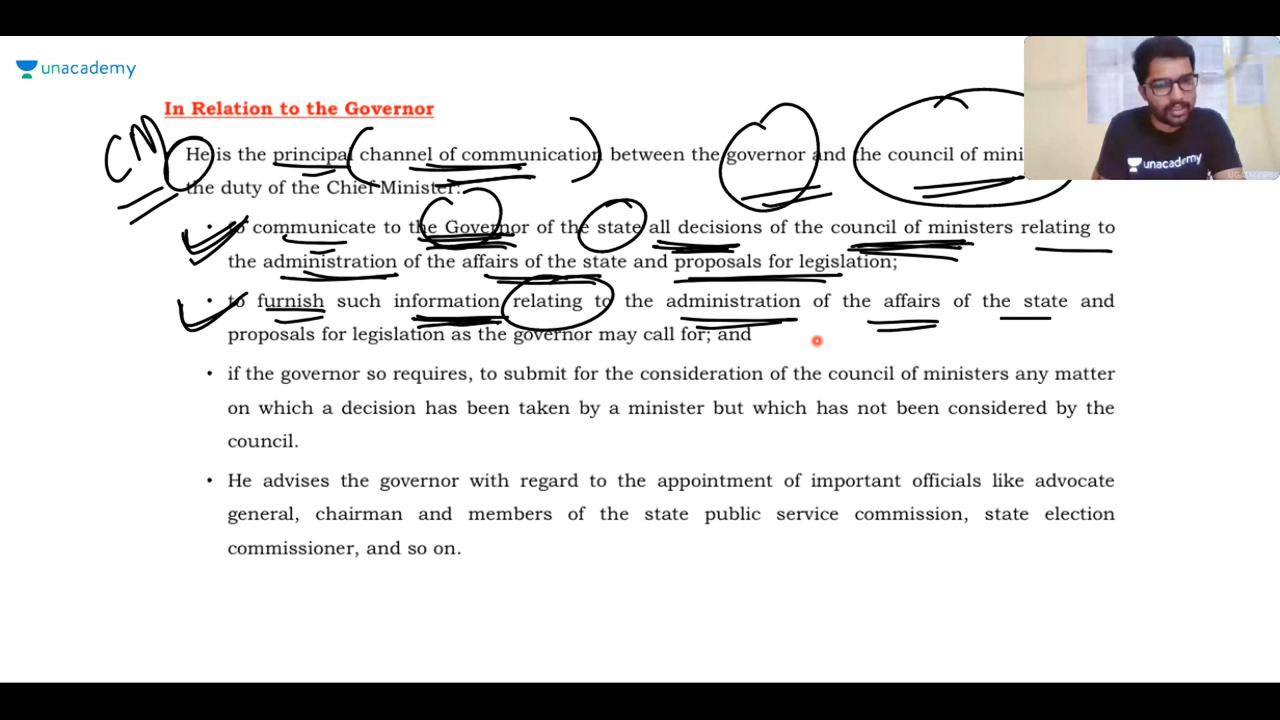 unacademy
In Relation to the Governor
CM
He is the principal channel of communication between the governor and the council of
unacademy
the duty of the Chief Minister:
communicate to the Governor of the state all decisions of the council of ministers relating to
the administration of the affairs of the state and proposals for legislation;
• to furnish such information relating to the administration of the affairs of the state and
proposals for legislation as the governor may call for; and
• if the governor so requires, to submit for the consideration of the council of ministers any matter
on which a decision has been taken by a minister but which has not been considered by the
council.
• He advises the governor with regard to the appointment of important officials like advocate
general, chairman and members of the state public service commission, state election
commissioner, and so on.